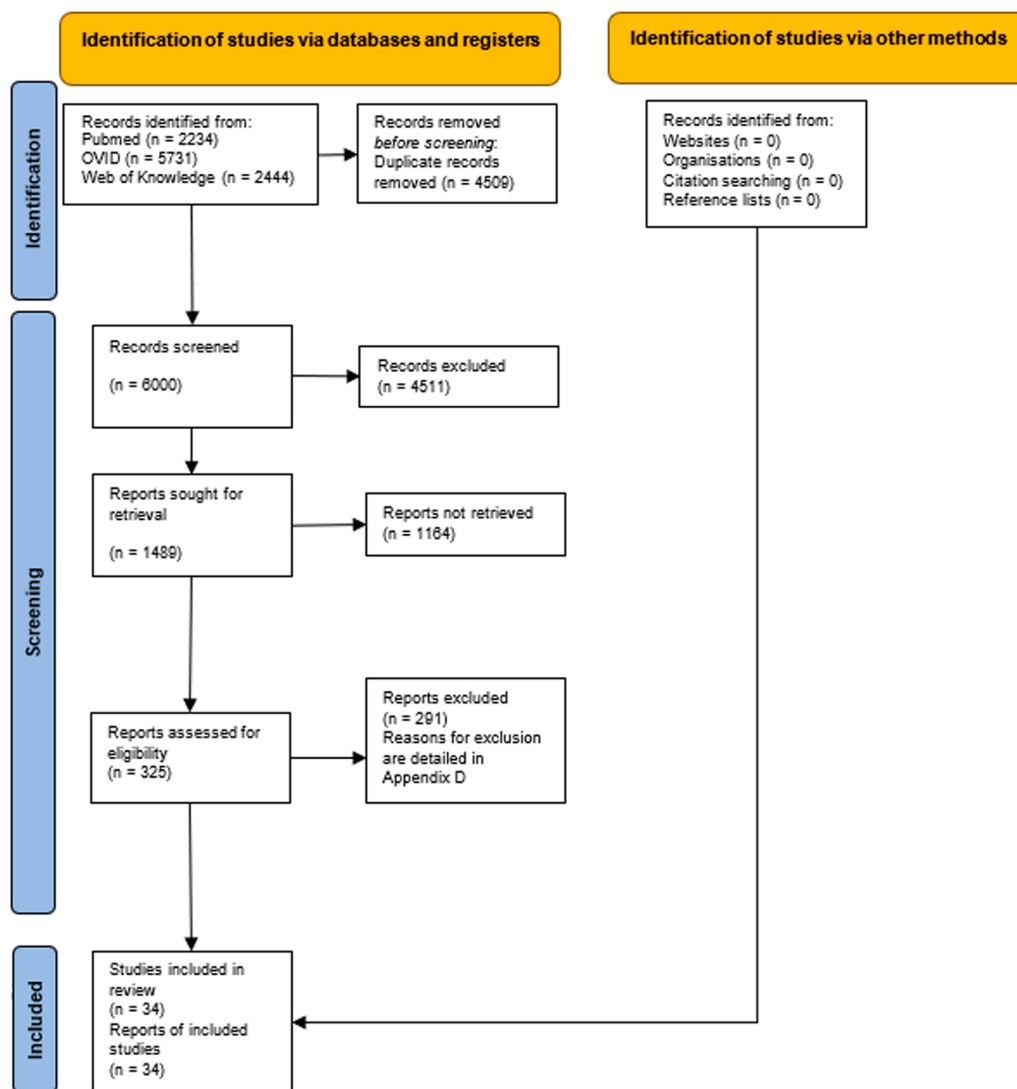 Identification of studies via databases and registers
Identification of studies via other methods
Identification
Records identified from:
Pubmed (n = 2234)
OVID (n = 5731)
Web of Knowledge (n = 2444)
Records removed
before screening:
Duplicate records
removed (n = 4509)
Records identified from:
Websites (n = 0)
Organisations (n = 0)
Citation searching (n = 0)
Reference lists (n = 0)
Screening
Records screened
(n = 6000)
Records excluded
(n = 4511)
Reports sought for
retrieval
(n = 1489)
Reports not retrieved
(n = 1164)
Reports assessed for
eligibility
(n = 325)
Reports excluded
(n = 291)
Reasons for exclusion
are detailed in
Appendix D
Included
Studies included in
review
(n = 34)
Reports of included
studies
(n = 34)